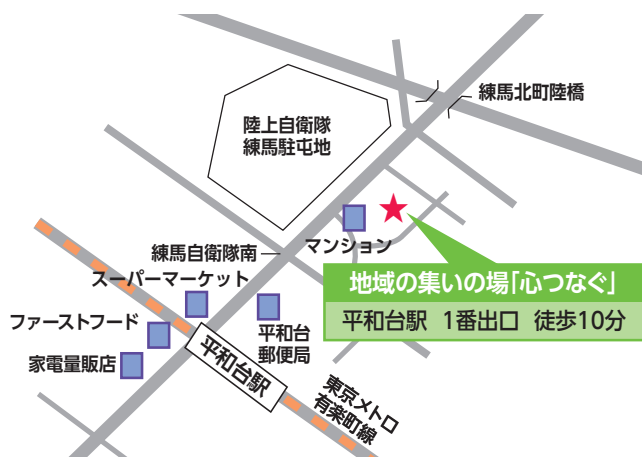 練馬北町陸橋
陸上自衛隊
練馬駐屯地
マンション
練馬自衛隊南
スーパーマーケット
地域の集いの場「心つなぐ」
平和台駅 1番出口 徒歩10分
ファーストフード
平和台
郵便局
家電量販店
平和台駅
東京メトロ
有楽町線